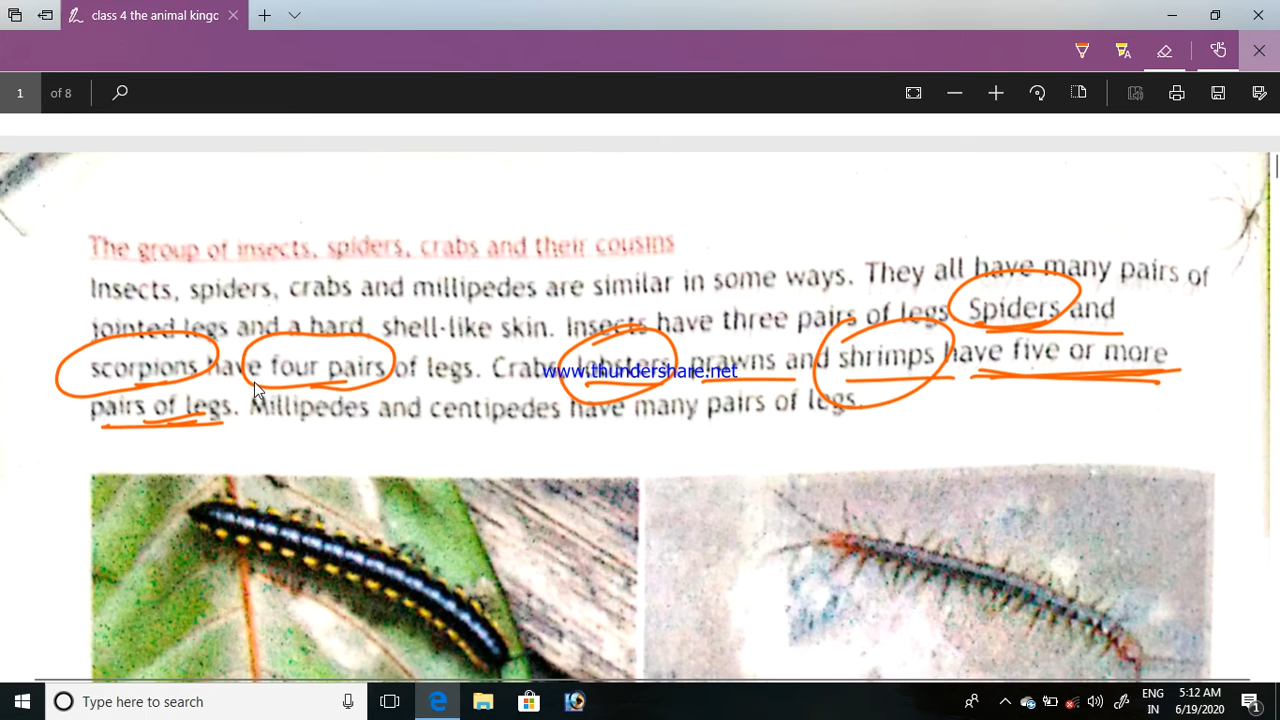 class 4 the animal kingc
1 of 8
The group of insects, spiders, crabs and their cousins
Insects, spiders, crabs and millipedes are similar in some ways. They all have many pairs of
jointed legs and a hard, shell-like skin. Insects have three pairs of legs Spiders and
scorpions have four pairs of legs. Crabs lobsters prawns and shrimps have five or more
www.thundershare.net
pairs of legs. Millipedes and centipedes have many pairs of legs.
Type here to search
ENG
IN
5:12 AM
6/19/2020
1